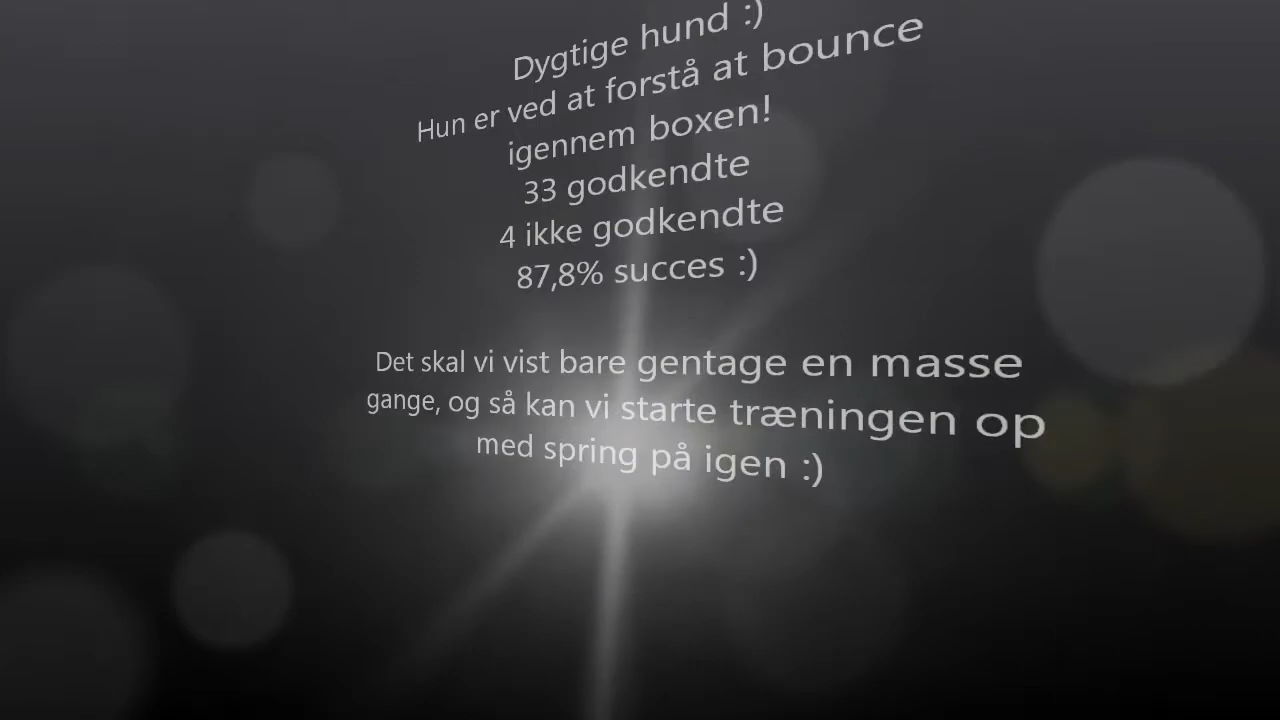 Dygtige hund :)
Hun er ved at forstå at bounce
igennem boxen!
33 godkendte
4 ikke godkendte
87,8% succes :)
Det skal vi vist bare gentage en masse
gange, og så kan vi starte træningen op
med spring på igen :)